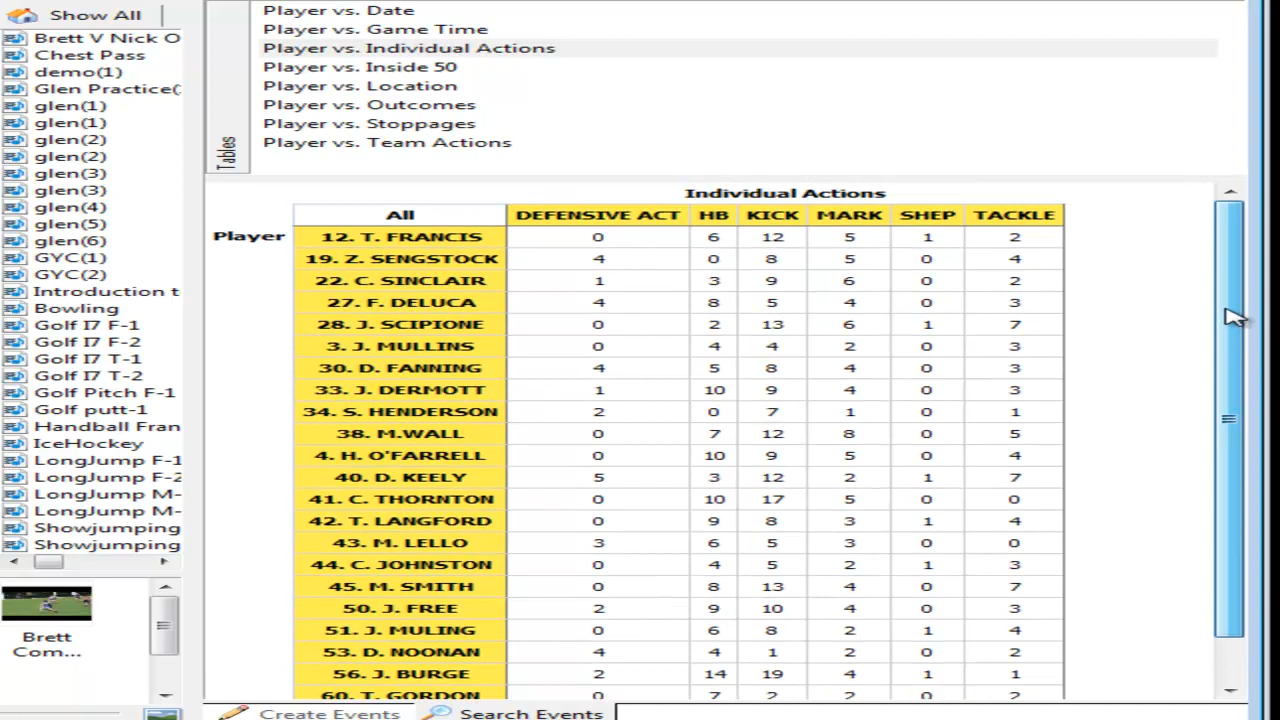 Show All
Brett V Nick O
Chest Pass
demo(1)
Glen Practice(
glen(1)
glen(1)
glen(2)
glen(2)
glen(3)
glen(3)
glen(4)
glen(5)
glen(6)
GYC(1)
GYC(2)
Introduction t
Bowling
Golf I7 F-1
Golf I7 F-2
Golf I7 T-1
Golf I7 T-2
Golf Pitch F-1
Golf putt-1
Handball Fran
IceHockey
LongJump F-1
LongJump F-2
LongJump M-
LongJump M-
Showjumping
Showjumping
Brett
Com...
Tables
Player vs. Date
Player vs. Game Time
Player vs. Individual Actions
Player vs. Inside 50
Player vs. Location
Player vs. Outcomes
Player vs. Stoppages
Player vs. Team Actions
Individual Actions
All DEFENSIVE ACT HB KICK MARK SHEP TACKLE
Player 12. T. FRANCIS 0 6 12 5 1 2
19. Z. SENGSTOCK 4 0 8 5 0 4
22. C. SINCLAIR 1 3 9 6 0 2
27. F. DELUCA 4 8 5 4 0 3
28. J. SCIPIONE 0 2 13 6 1 7
3. J. MULLINS 0 4 4 2 0 3
30. D. FANNING 4 5 8 4 0 3
33. J. DERMOTT 1 10 9 4 0 3
34. S. HENDERSON 2 0 7 1 0 1
38. M.WALL 0 7 12 8 0 5
4. H. O'FARRELL 0 10 9 5 0 4
40. D. KEELY 5 3 12 2 1 7
41. C. THORNTON 0 10 17 5 0 0
42. T. LANGFORD 0 9 8 3 1 4
43. M. LELLO 3 6 5 3 0 0
44. C. JOHNSTON 0 4 5 2 1 3
45. M. SMITH 0 8 13 4 0 7
50. J. FREE 2 9 10 4 0 3
51. J. MULING 0 6 8 2 1 4
53. D. NOONAN 4 4 1 2 0 2
56. J. BURGE 2 14 19 4 1 1
60. T. GORDON 0 7 2 2 0 2
Create Events Search Events